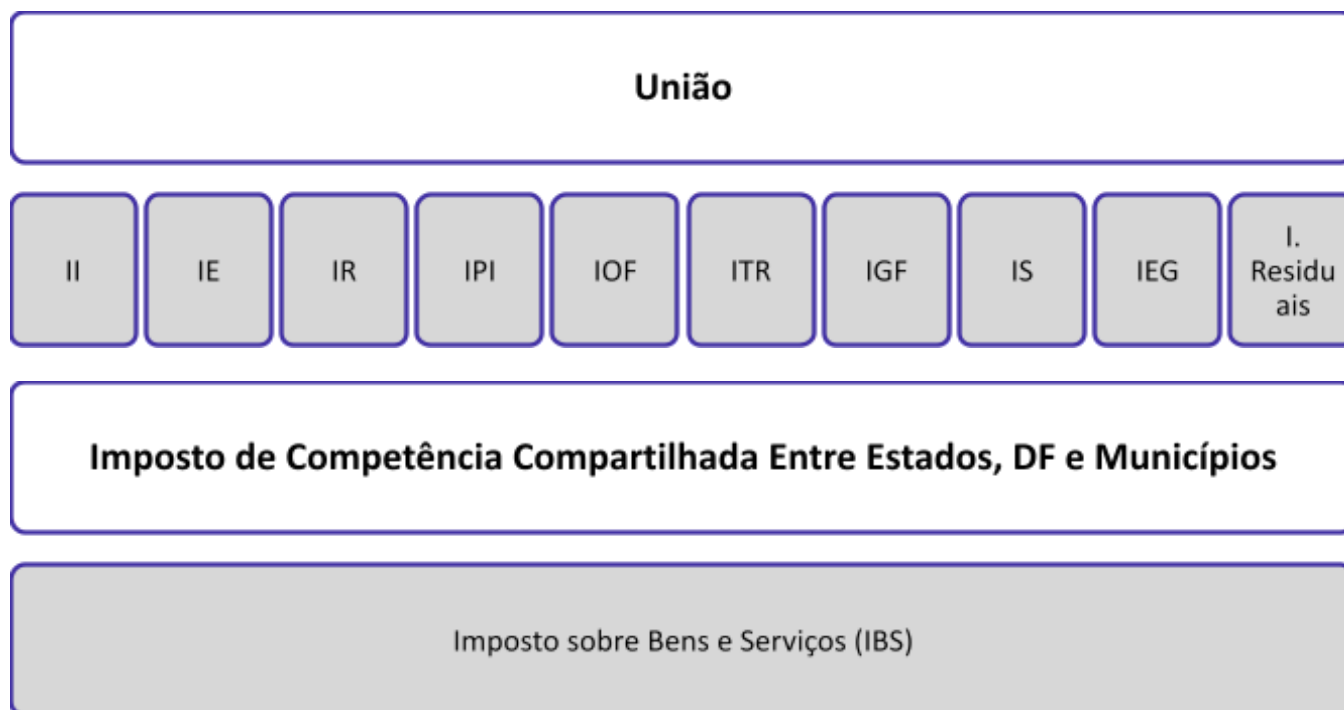 União
II
IE
IR
IPI
IOF
ITR
IGF
IS
IEG
I.
Residu
ais
Imposto de Competência Compartilhada Entre Estados, DF e Municípios
Imposto sobre Bens e Serviços (IBS)